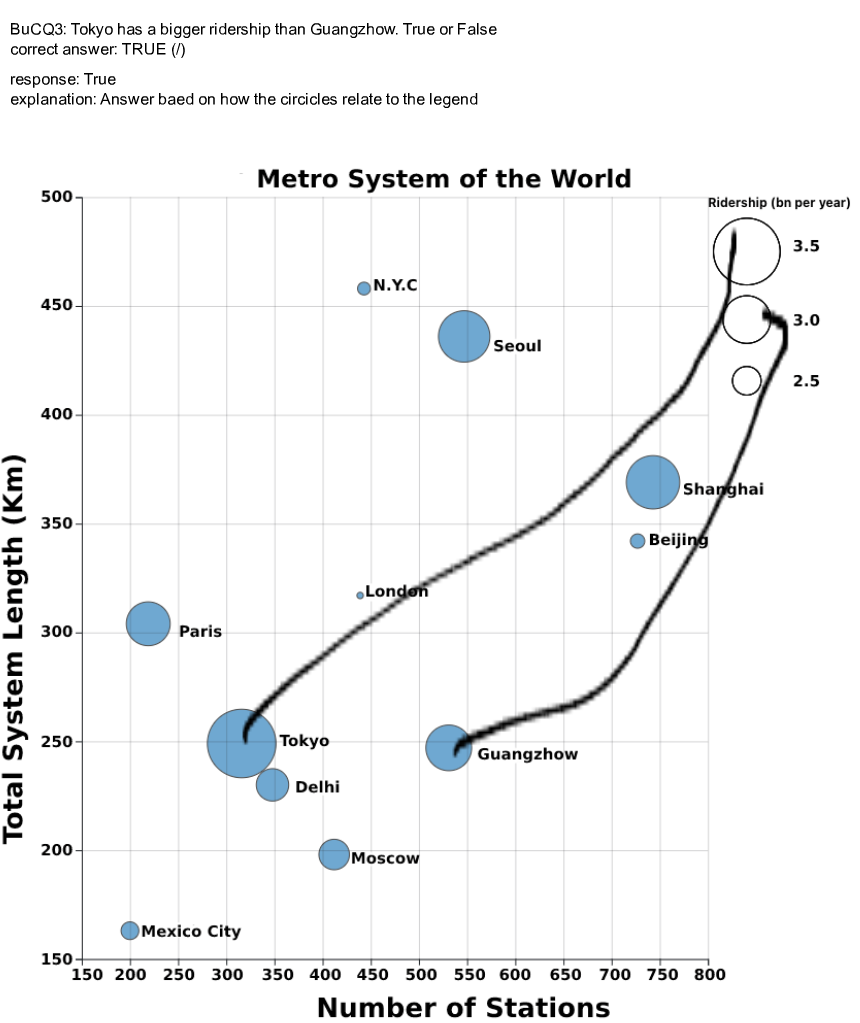 BuCQ3: Tokyo has a bigger ridership than Guangzhow. True or False
correct answer: TRUE (/)
response: True
explanation: Answer baed on how the circicles relate to the legend
Metro System of the World
Ridership (bn per year)
3.5
3.0
2.5
Total System Length (Km)
500
450
400
350
300
250
200
150
N.Y.C
Seoul
Shanghai
Beijing
London
Paris
Tokyo
Guangzhow
Delhi
Moscow
Mexico City
150 200 250 300 350 400 450 500 550 600 650 700 750 800
Number of Stations